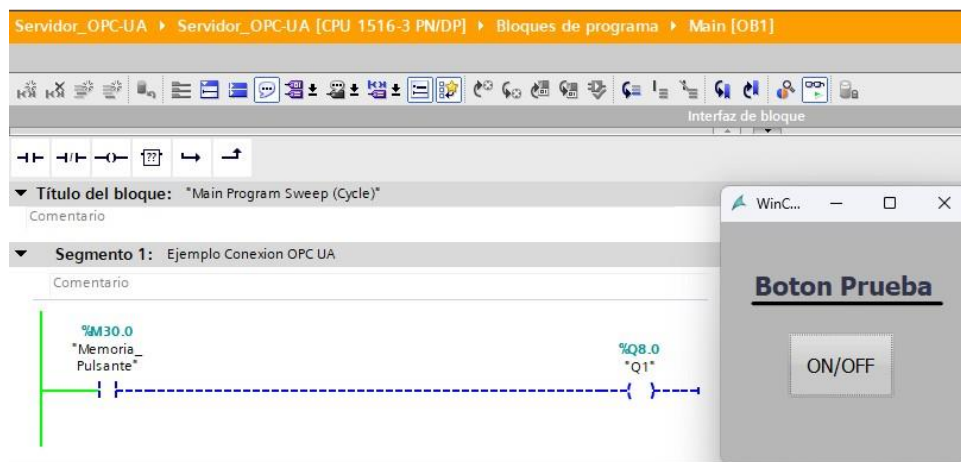 Servidor_OPC-UA ▸ Servidor_OPC-UA [CPU 1516-3 PN/DP] ▸ Bloques de programa ▸ Main [OB1]
Interfaz de bloque
??
Título del bloque: "Main Program Sweep (Cycle)"
Comentario
Segmento 1: Ejemplo Conexion OPC UA
Comentario
%M30.0
"Memoria_
Pulsante"
%Q8.0
"Q1"
WinC...
Boton Prueba
ON/OFF